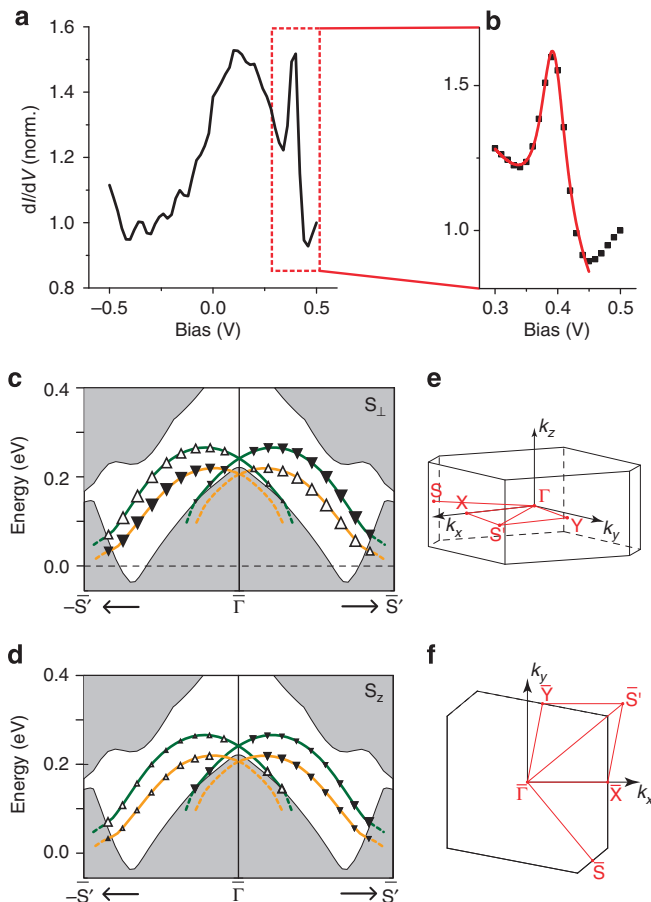 a
dI/dV (norm.)
1.6
1.4
1.2
1.0
0.8
−0.5
0.0
0.5
Bias (V)
b
1.5
1.0
0.3
0.4
0.5
Bias (V)
c
Energy (eV)
0.4
0.2
0.0
S⊥
−S̅′
Γ̅
S̅′
d
Energy (eV)
0.4
0.2
0.0
Sz
−S̅′
Γ̅
S̅′
e
kz
S
X
Γ
kx
S
Y
ky
f
ky
Y̅
S̅'
Γ̅
X̅
kx
S̅